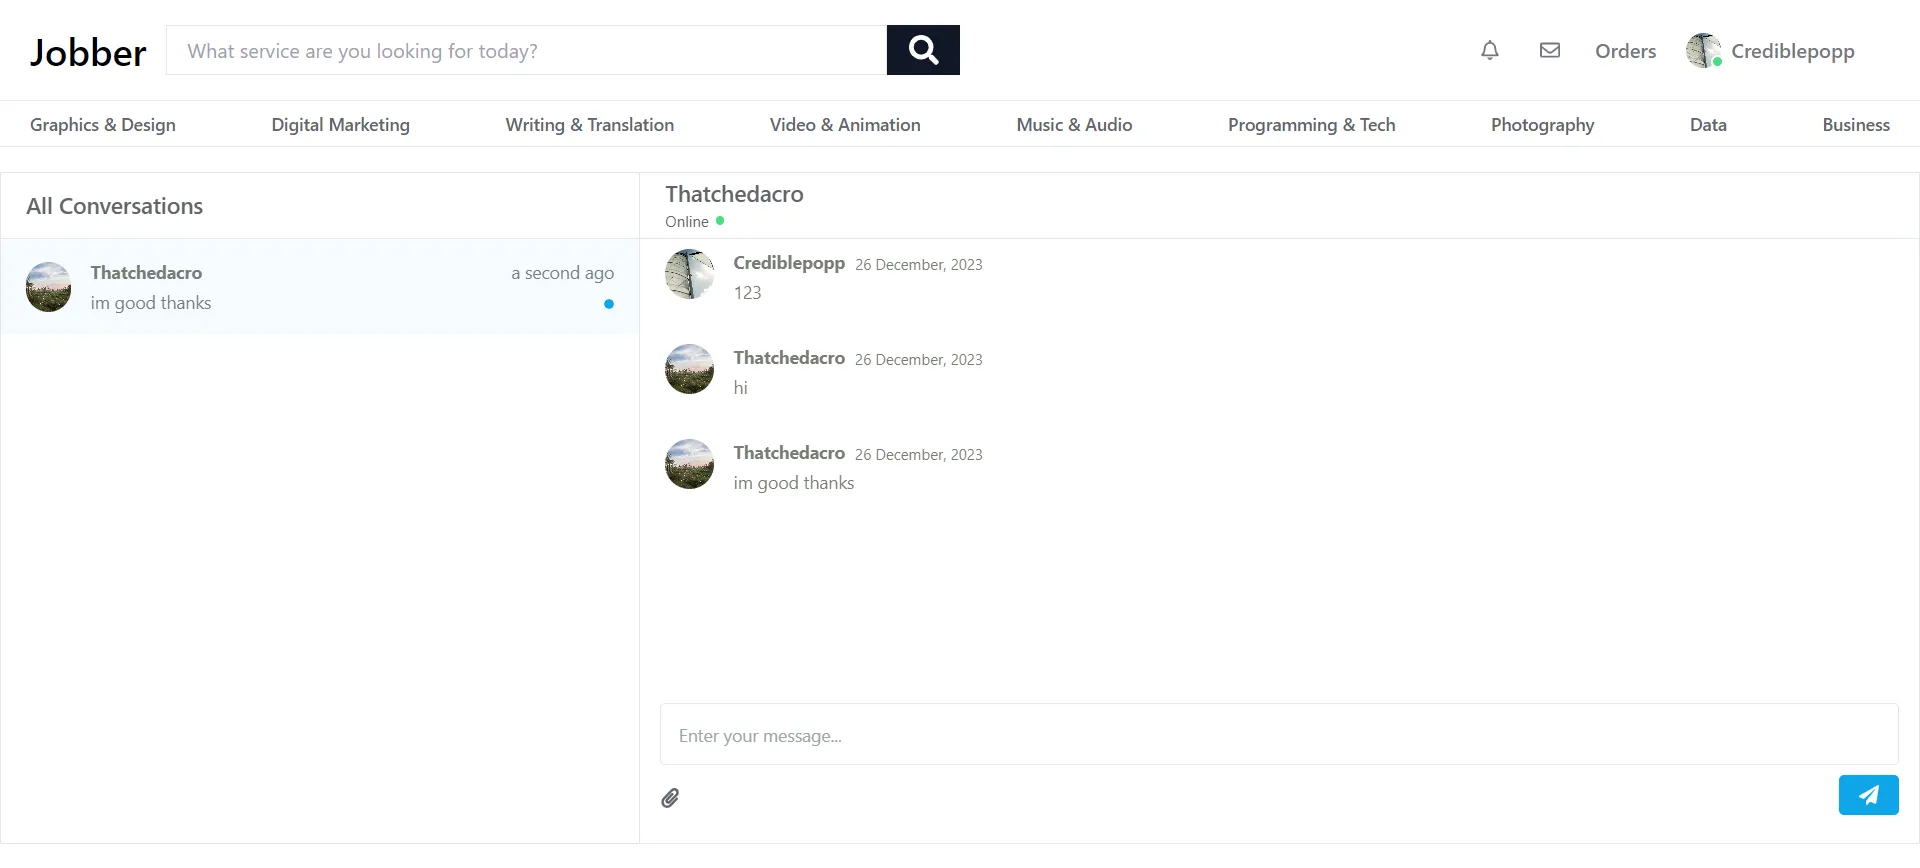 Jobber
What service are you looking for today?
Orders
Crediblepopp
Graphics & Design
Digital Marketing
Writing & Translation
Video & Animation
Music & Audio
Programming & Tech
Photography
Data
Business
All Conversations
Thatchedacro
a second ago
im good thanks
Thatchedacro
Online
Crediblepopp 26 December, 2023
123
Thatchedacro 26 December, 2023
hi
Thatchedacro 26 December, 2023
im good thanks
Enter your message...